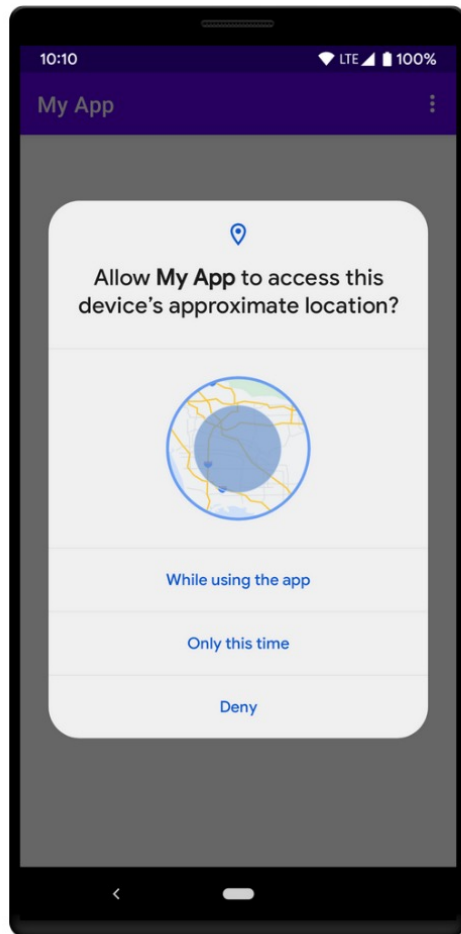 10:10 LTE 100%
My App
Allow My App to access this
device's approximate location?
While using the app
Only this time
Deny